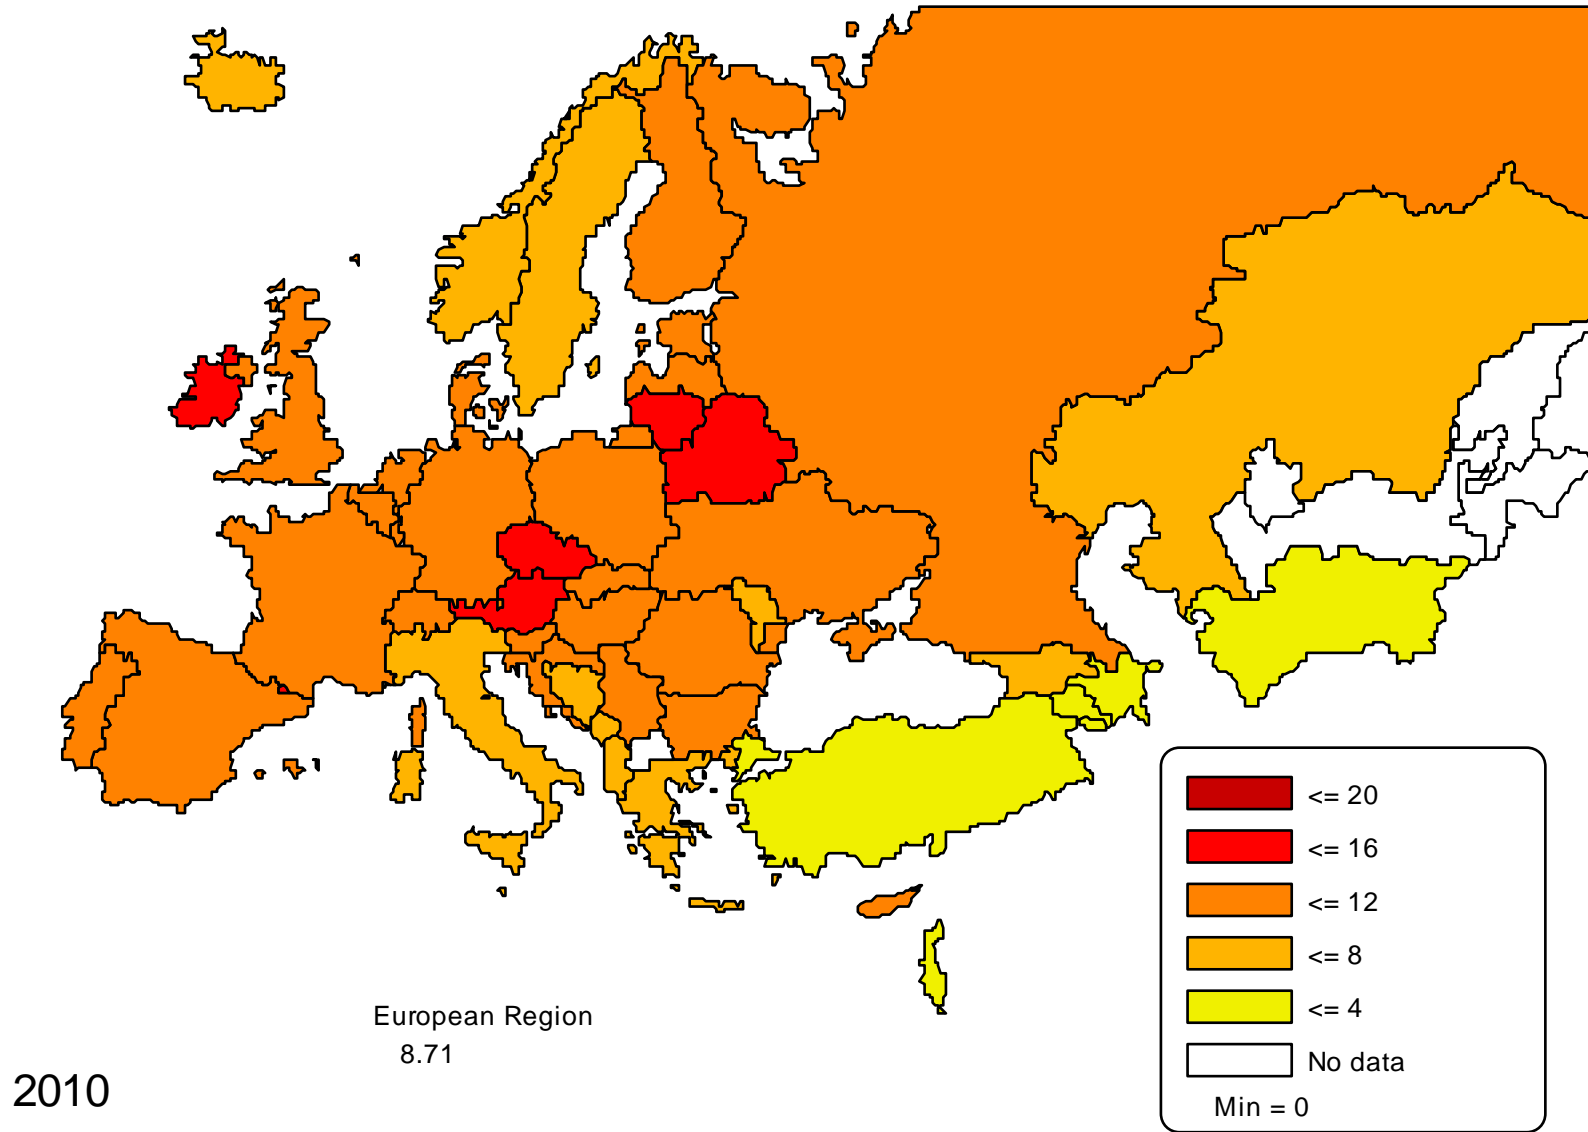 <= 20
<= 16
<= 12
<= 8
<= 4
No data
Min = 0
European Region
8.71
2010